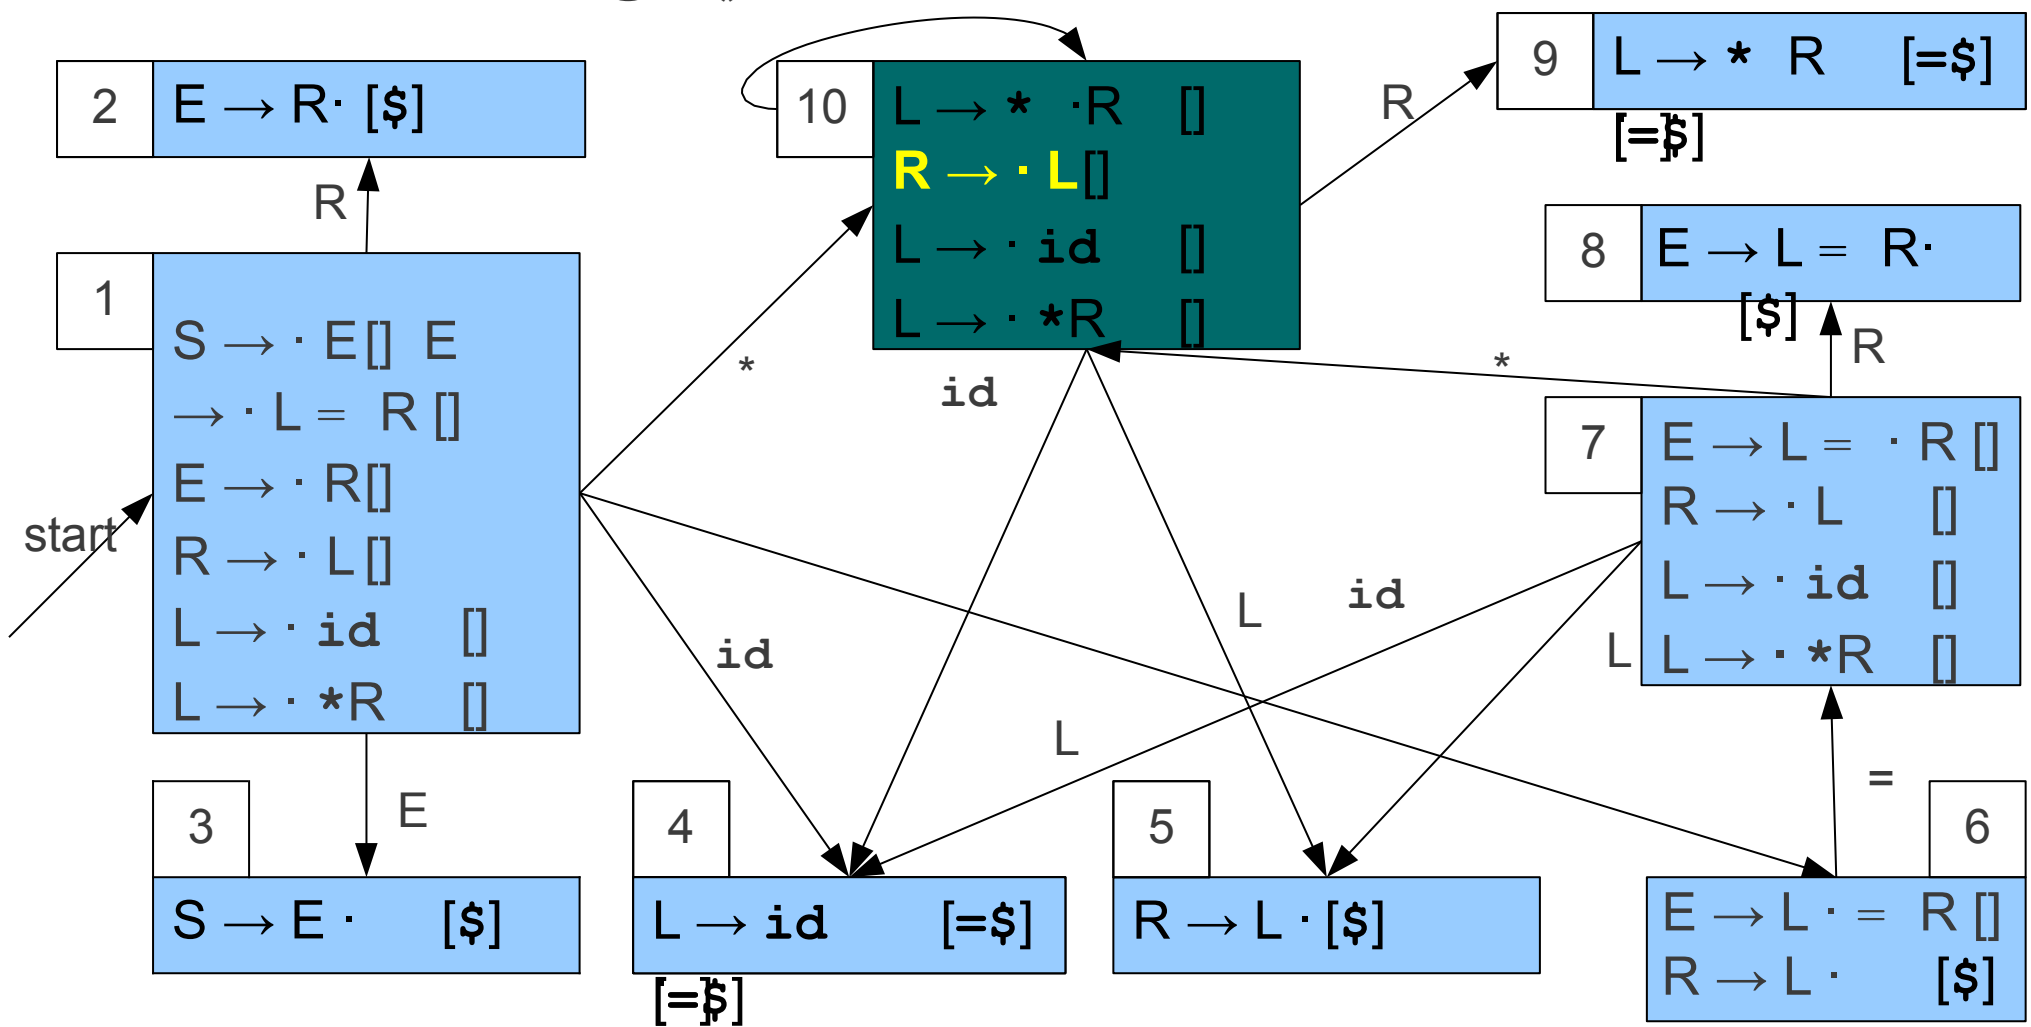 2
E → R· [$]
R
1
S → · E[] E
→ · L = R []
E → · R[]
R → · L[]
L → · id []
L → · *R []
start
E
3
S → E · [$]
10
L → * ·R []
R → · L[]
L → · id []
L → · *R []
*
id
id
4
L → id [=$]
L
L
5
R → L · [$]
R
9
L → * R [=$]
8
E → L = R·
[$]
R
*
7
E → L = · R []
R → · L []
L → · id []
L → · *R []
id
L
=
6
E → L · = R []
R → L · [$]